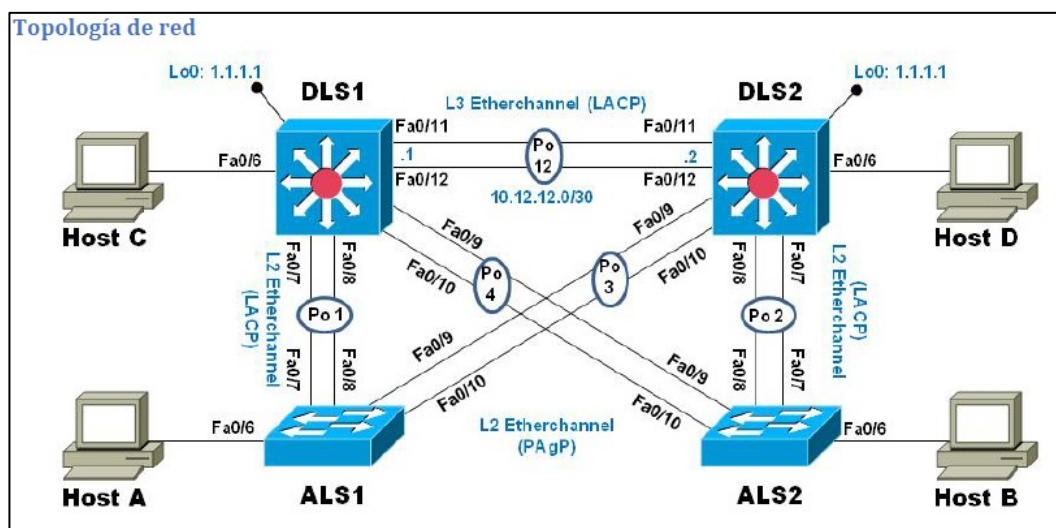 Topología de red
Lo0: 1.1.1.1
Lo0: 1.1.1.1
DLS1
DLS2
L3 Etherchannel (LACP)
Fa0/11
Fa0/11
Fa0/6
Po
12
Fa0/6
.1
.2
Fa0/12
Fa0/12
10.12.12.0/30
Host C
Host D
Fa0/9
Fa0/9
Fa0/10
Fa0/10
Fa0/7
Fa0/8
Po
4
Po
3
Fa0/8
Fa0/7
L2 Etherchannel
(LACP)
Po 1
Po 2
(LACP)
L2 Etherchannel
Fa0/7
Fa0/8
Fa0/9
Fa0/10
Fa0/9
Fa0/10
Fa0/8
Fa0/7
Fa0/6
L2 Etherchannel
(PAgP)
Fa0/6
Host A
ALS1
ALS2
Host B